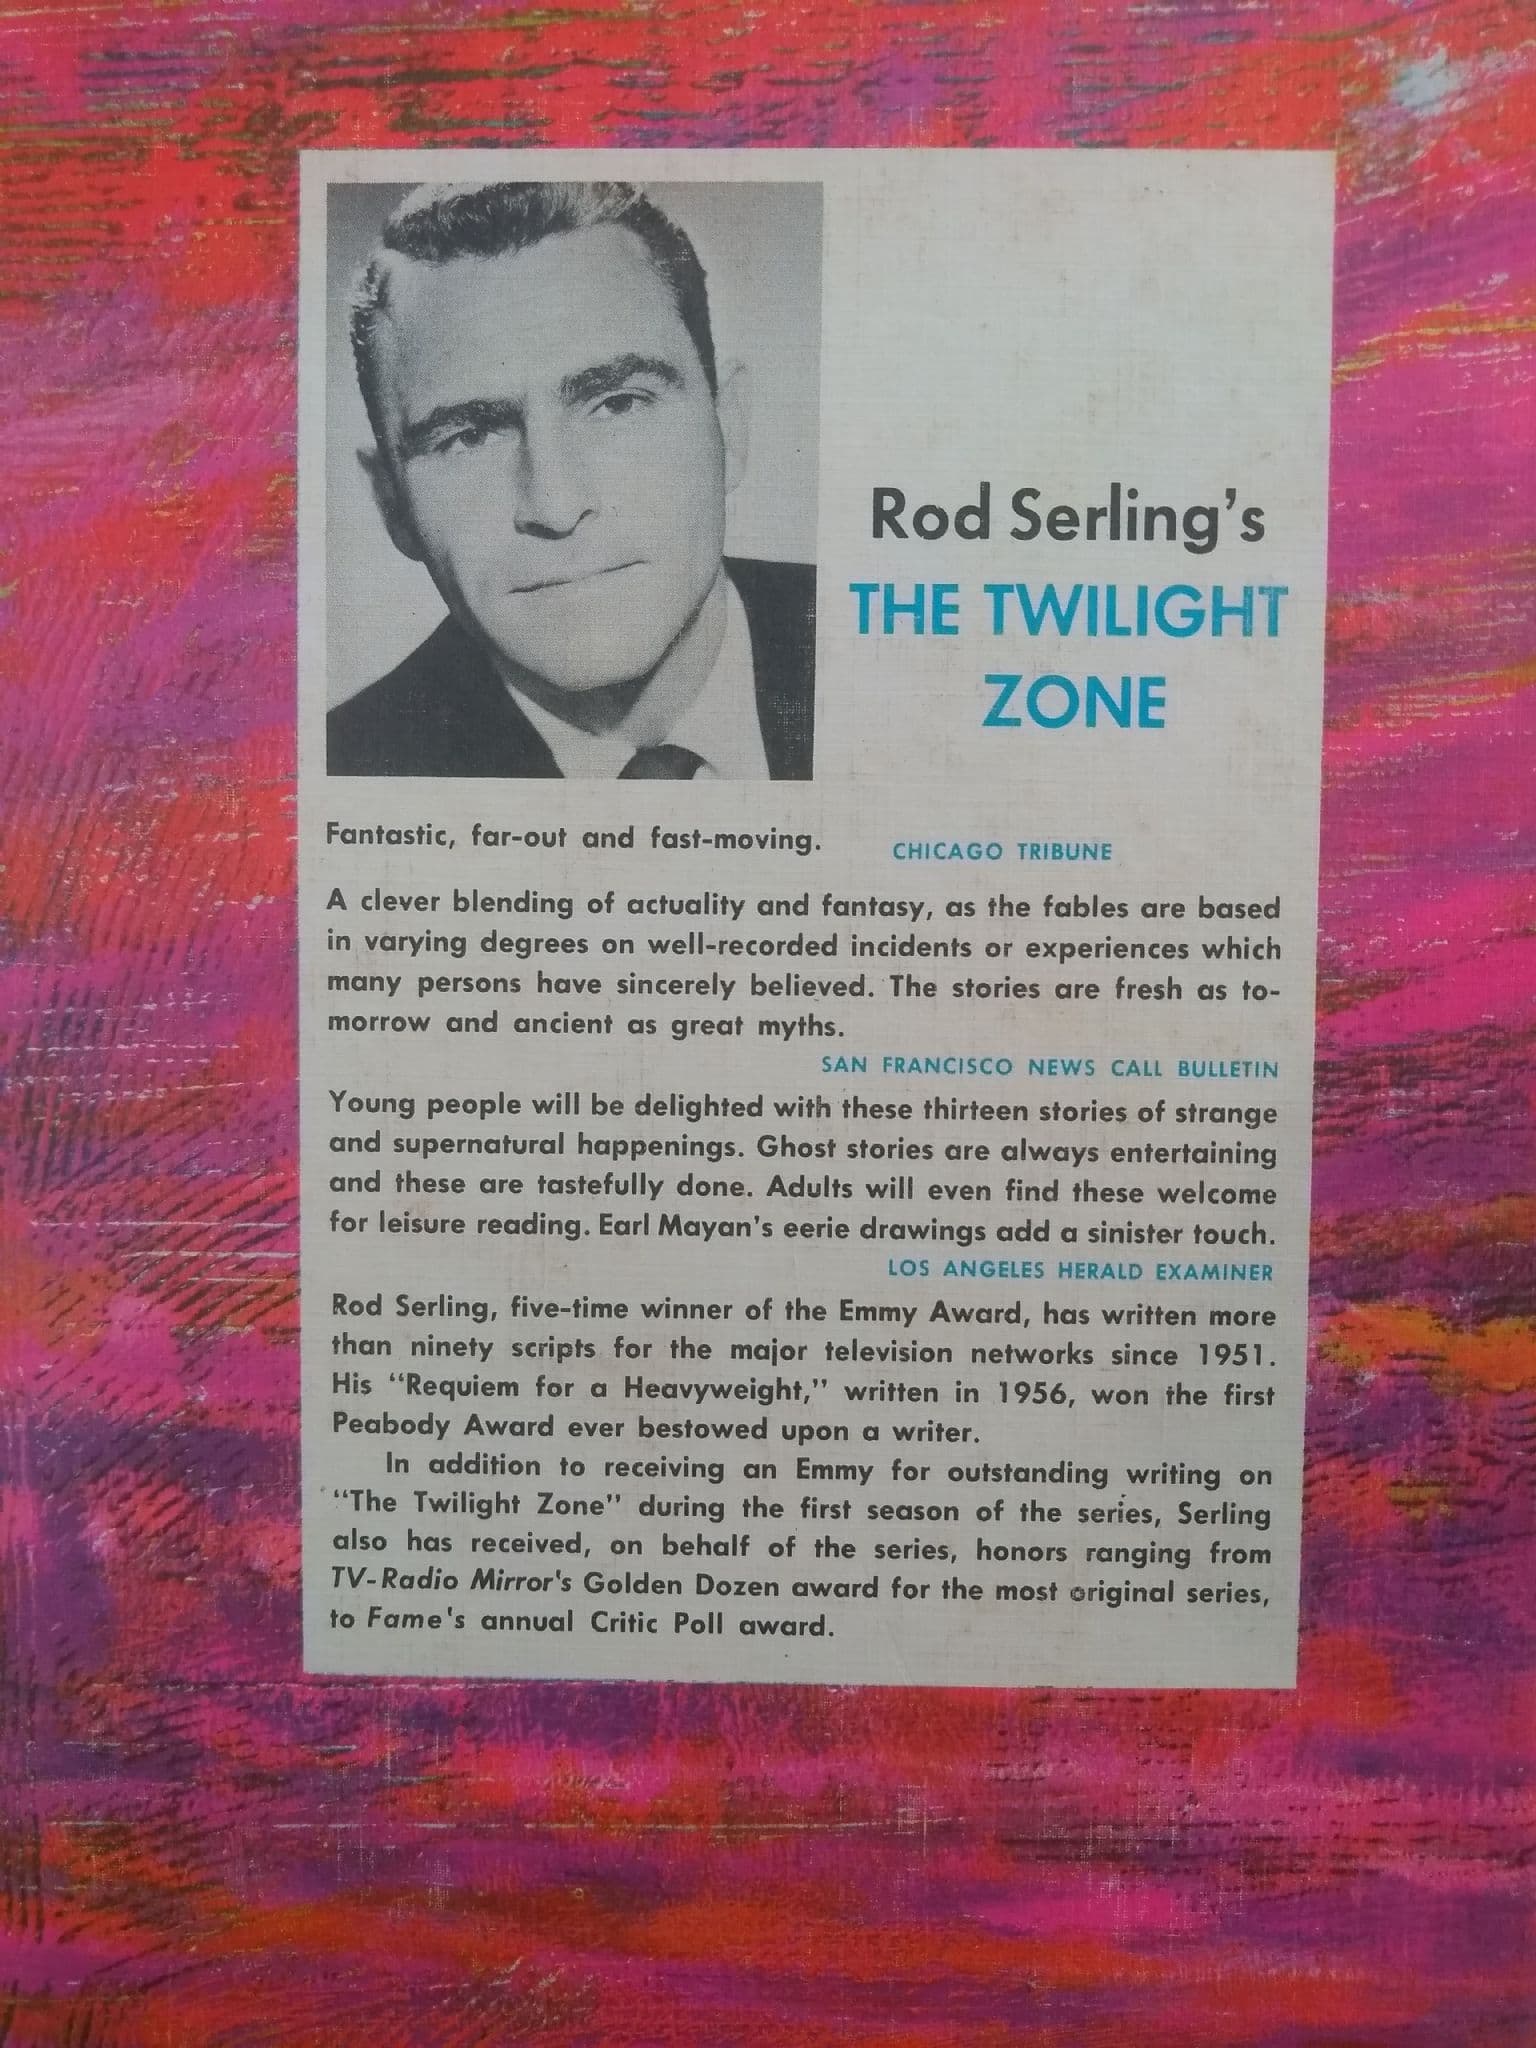 Rod Serling's
THE TWILIGHT
ZONE
Fantastic, far-out and fast-moving.
CHICAGO TRIBUNE
A clever blending of actuality and fantasy, as the fables are based
in varying degrees on well-recorded incidents or experiences which
many persons have sincerely believed. The stories are fresh as to-
morrow and ancient as great myths.
SAN FRANCISCO NEWS CALL BULLETIN
Young people will be delighted with these thirteen stories of strange
and supernatural happenings. Ghost stories are always entertaining
and these are tastefully done. Adults will even find these welcome
for leisure reading. Earl Mayan's eerie drawings add a sinister touch.
LOS ANGELES HERALD EXAMINER
Rod Serling, five-time winner of the Emmy Award, has written more
than ninety scripts for the major television networks since 1951.
His “Requiem for a Heavyweight,” written in 1956, won the first
Peabody Award ever bestowed upon a writer.
In addition to receiving an Emmy for outstanding writing on
“The Twilight Zone” during the first season of the series, Serling
also has received, on behalf of the series, honors ranging from
TV-Radio Mirror's Golden Dozen award for the most original series,
to Fame's annual Critic Poll award.